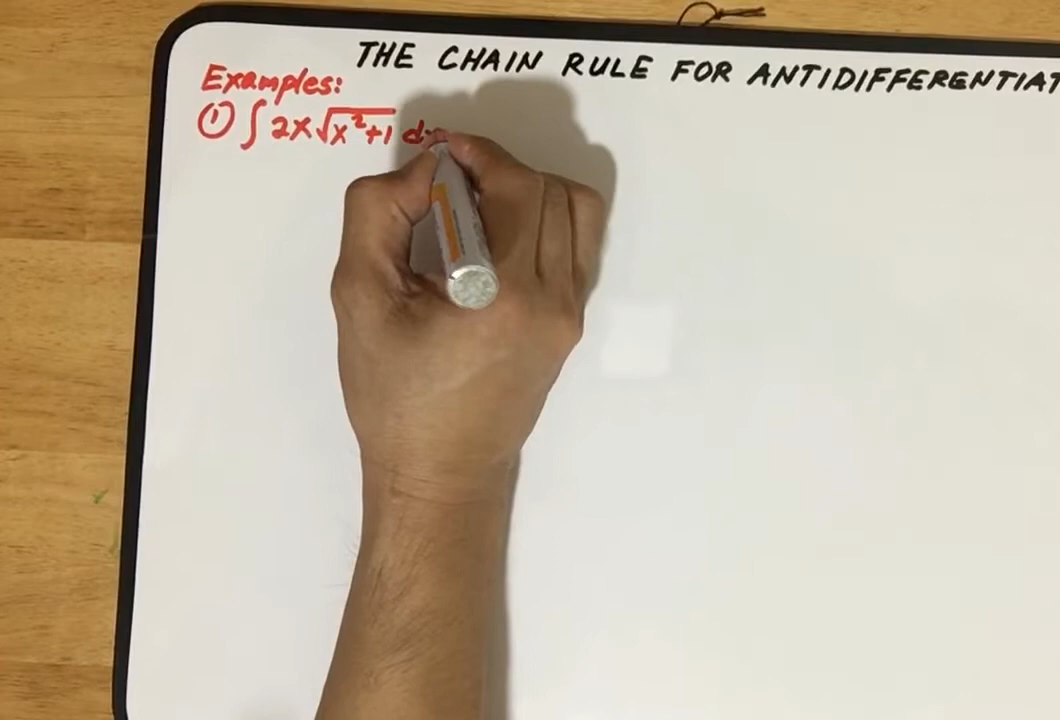 THE CHAIN RULE FOR ANTIDIFFERENTIAT
Examples:
① ∫ 2x√(x²+1) d